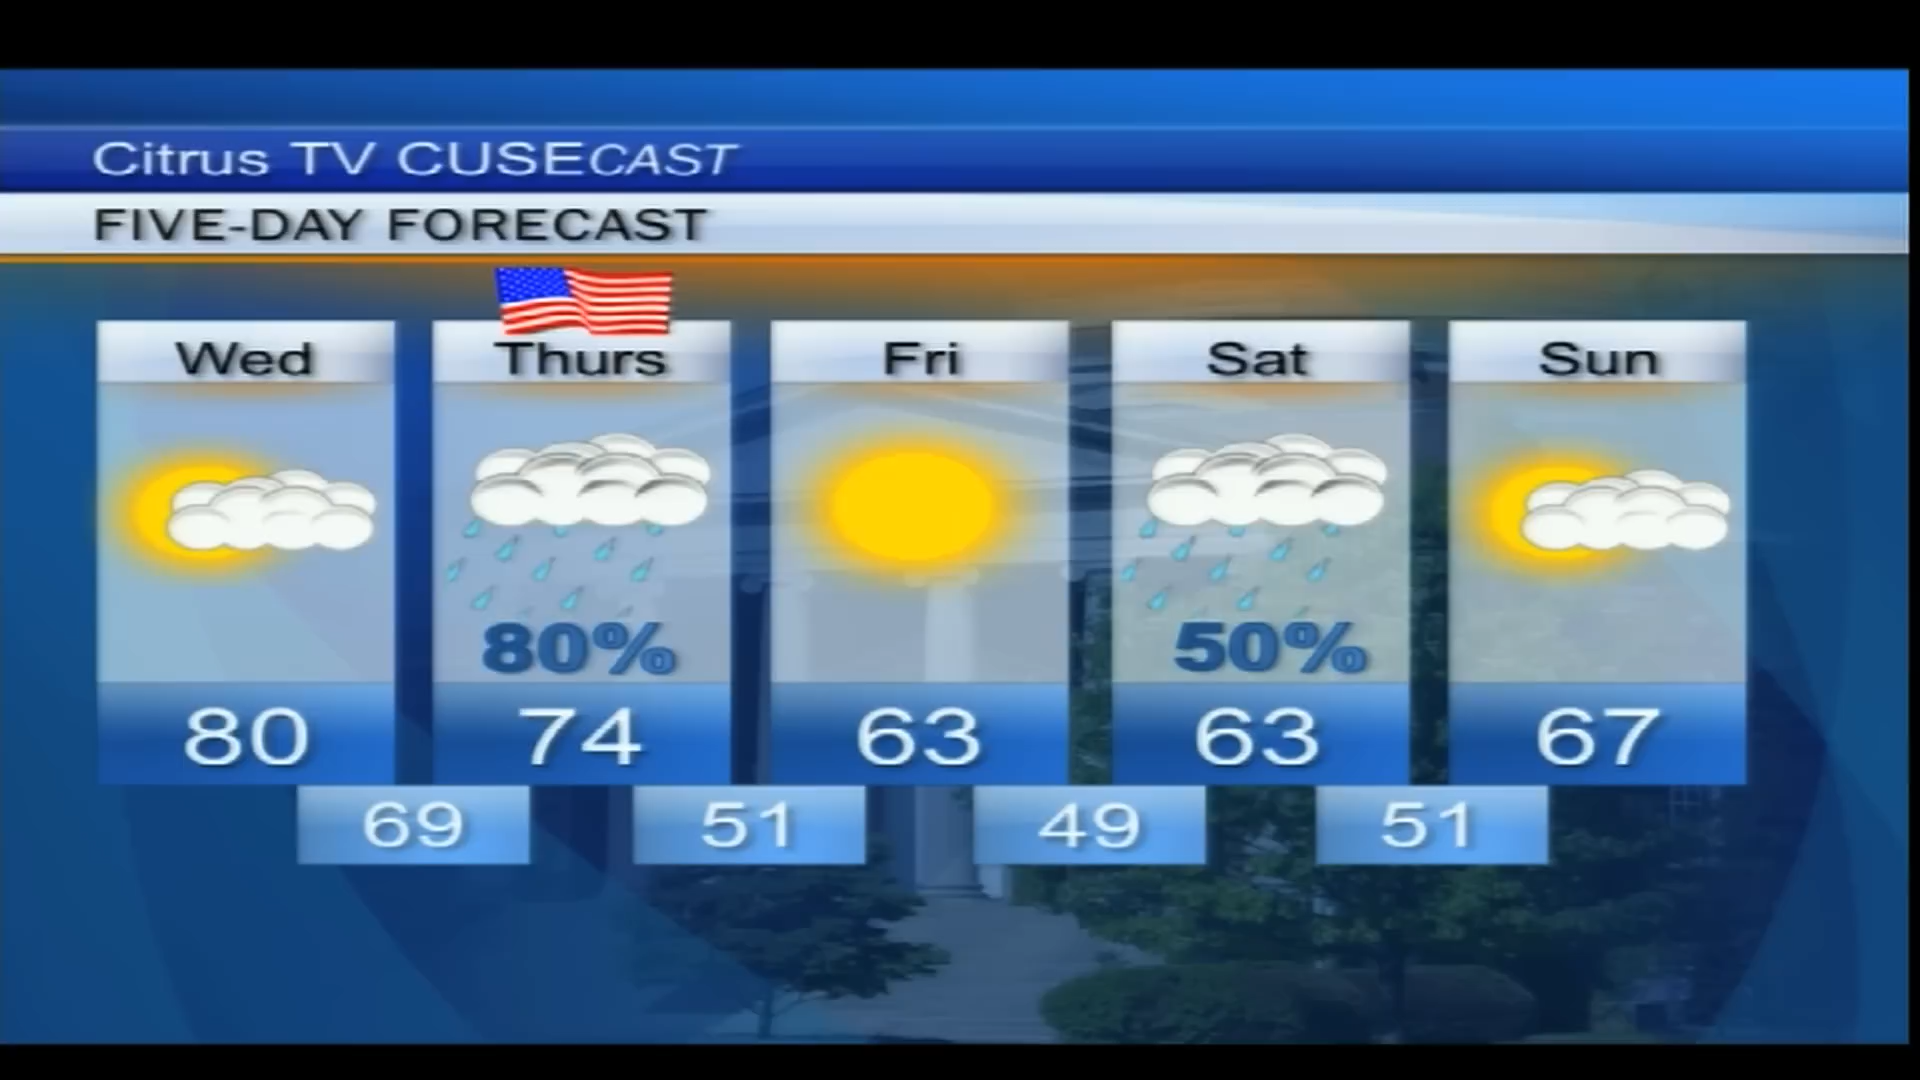 Citrus TV CUSECAST
FIVE-DAY FORECAST
Wed Thurs Fri Sat Sun
80% 50%
80 74 63 63 67
69 51 49 51